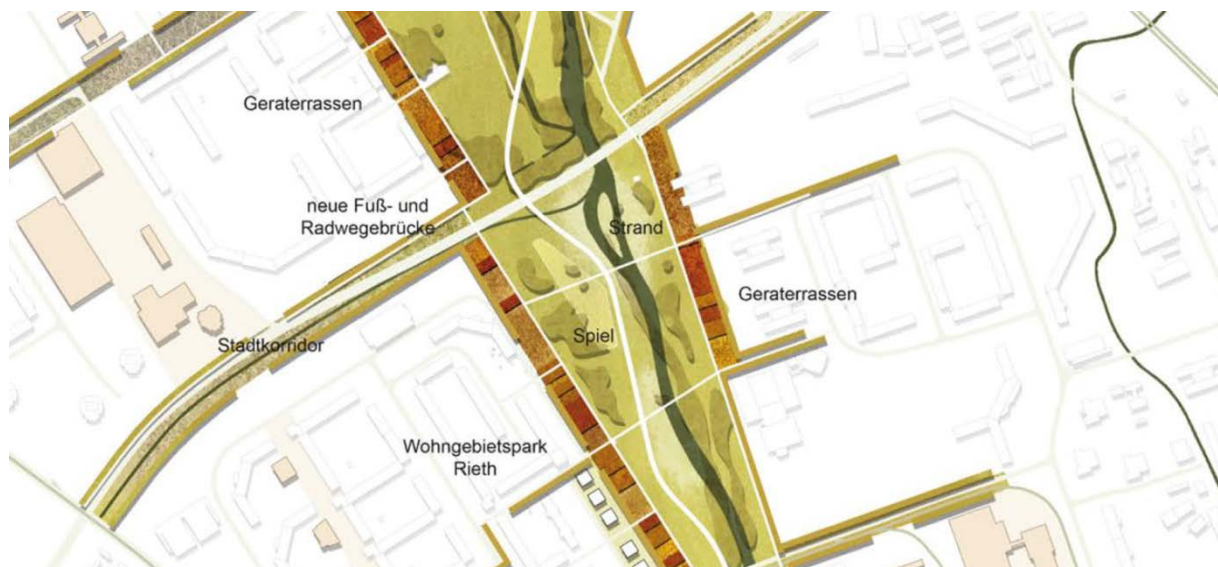 Geraterrassen
neue Fuß- und
Radwegebrücke
Strand
Geraterrassen
Spiel
Stadtkorridor
Wohngebietspark
Rieth